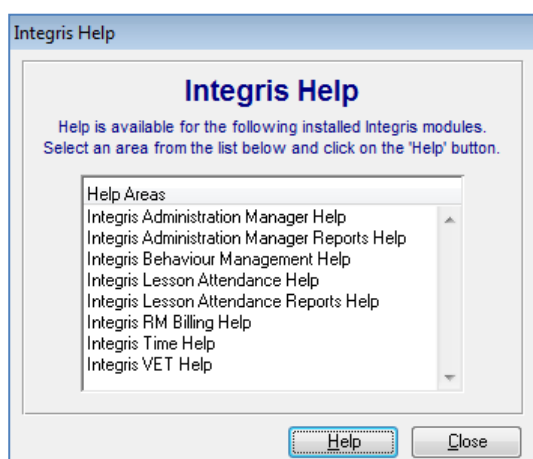 Integris Help
Integris Help
Help is available for the following installed Integris modules.
Select an area from the list below and click on the 'Help' button.
Help Areas
Integris Administration Manager Help
Integris Administration Manager Reports Help
Integris Behaviour Management Help
Integris Lesson Attendance Help
Integris Lesson Attendance Reports Help
Integris RM Billing Help
Integris Time Help
Integris VET Help
Help
Close